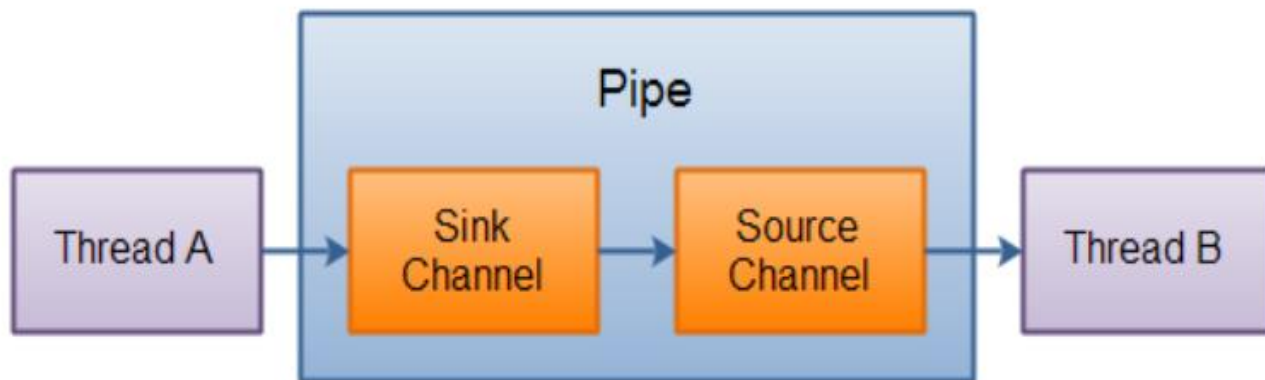 Pipe
Thread A
Sink
Channel
Source
Channel
Thread B